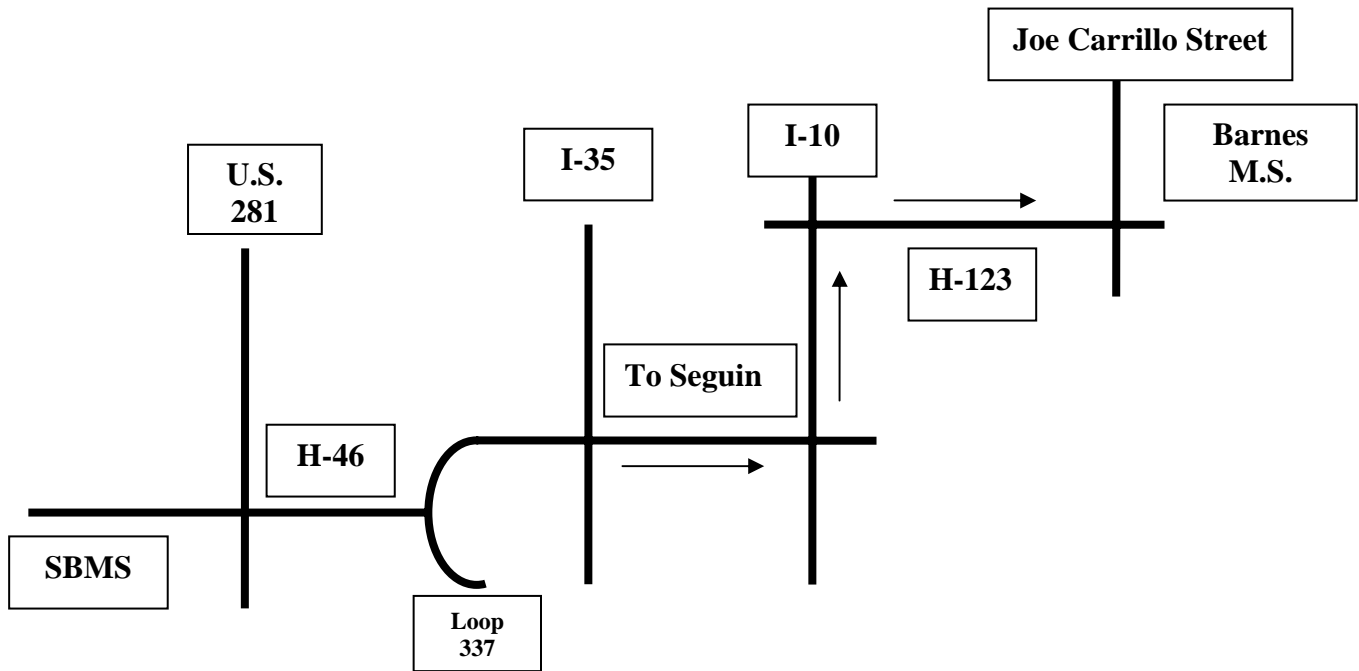 Joe Carrillo Street
Barnes
M.S.
I-10
I-35
U.S.
281
H-123
To Seguin
H-46
SBMS
Loop
337